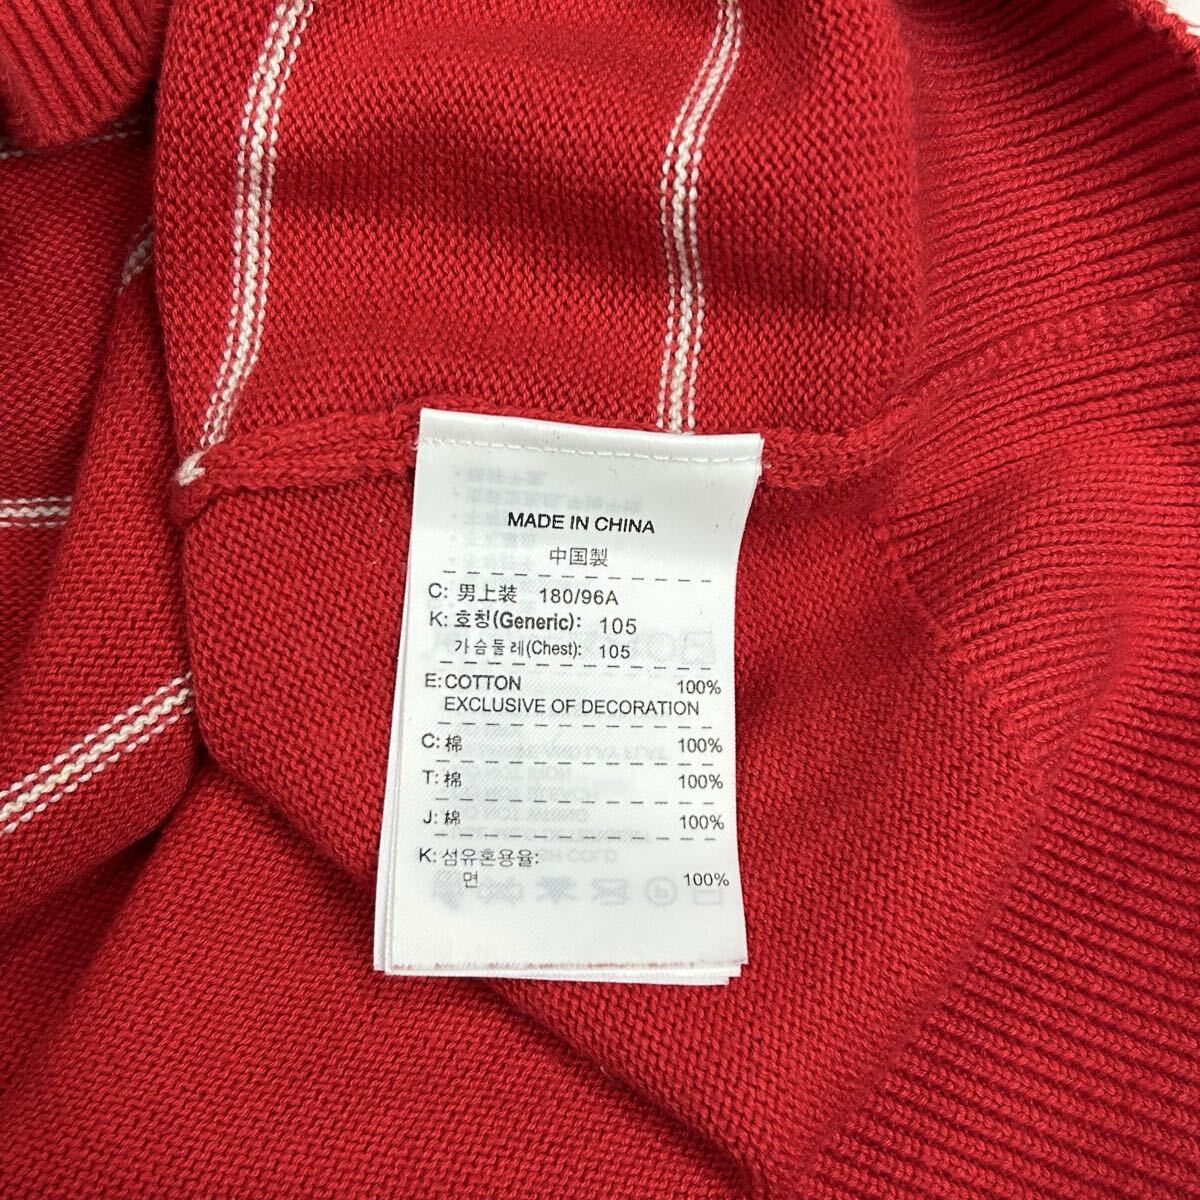 MADE IN CHINA
中国製
C: 男上装 180/96A
K: 호칭(Generic): 105
가슴둘레(Chest): 105
E: COTTON 100%
EXCLUSIVE OF DECORATION
C: 棉 100%
T: 棉 100%
J: 綿 100%
K: 섬유혼용율:
면 100%